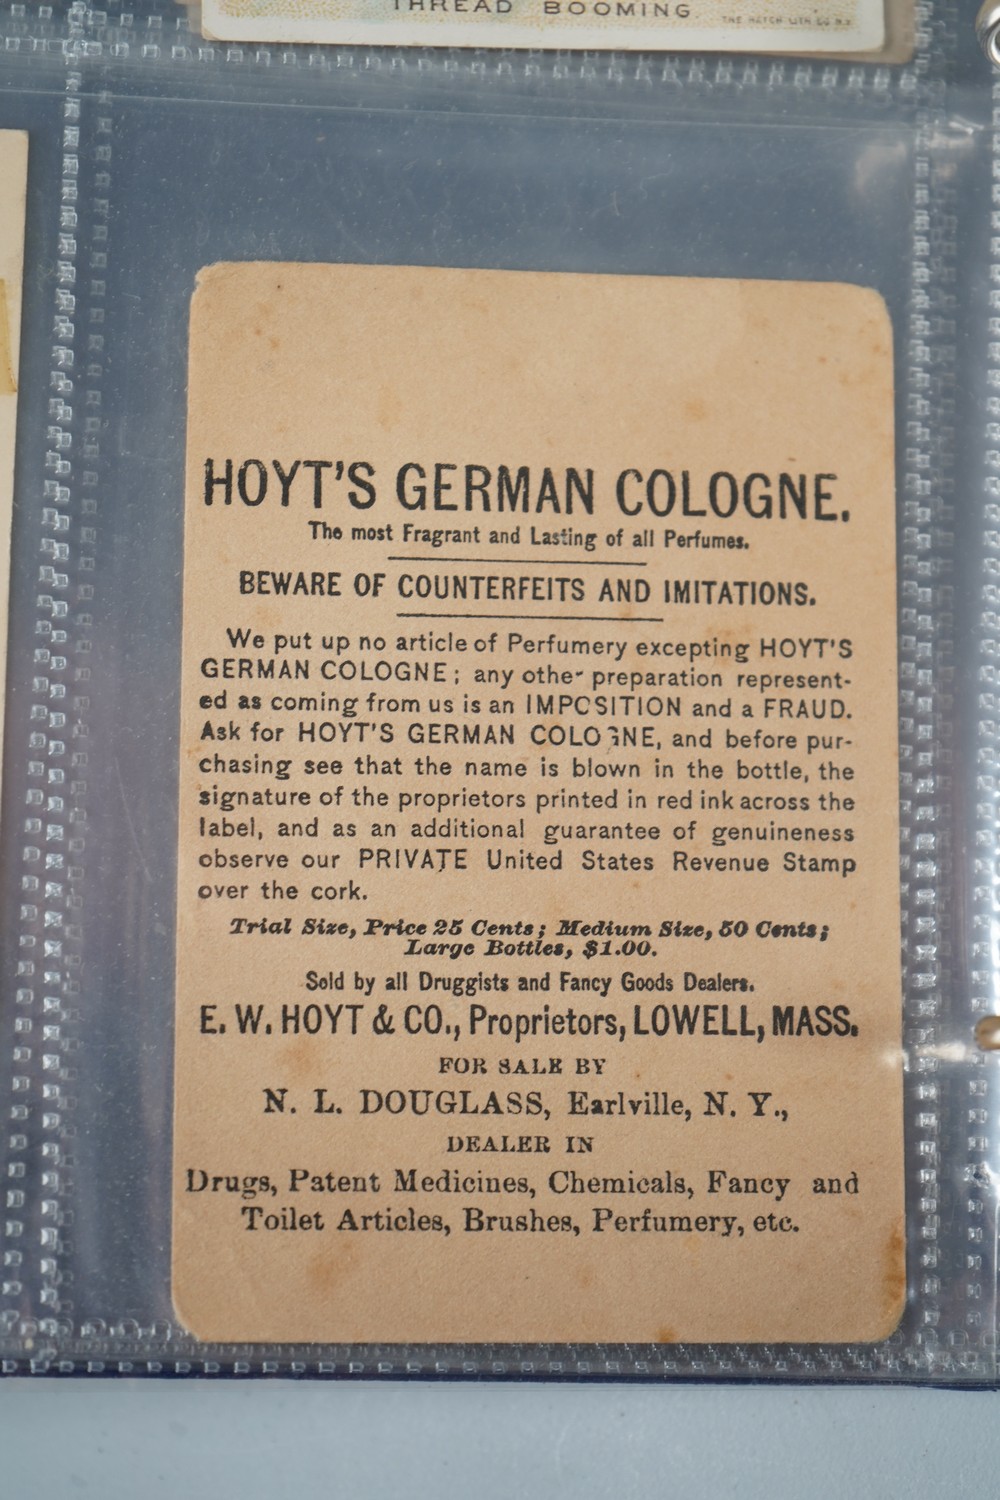 THREAD BOOMING
THE HATCH LITH CO N.Y.
HOYT'S GERMAN COLOGNE.
The most Fragrant and Lasting of all Perfumes.
BEWARE OF COUNTERFEITS AND IMITATIONS.
We put up no article of Perfumery excepting HOYT'S
GERMAN COLOGNE; any other preparation represent-
ed as coming from us is an IMPOSITION and a FRAUD.
Ask for HOYT'S GERMAN COLOGNE, and before pur-
chasing see that the name is blown in the bottle, the
signature of the proprietors printed in red ink across the
label, and as an additional guarantee of genuineness
observe our PRIVATE United States Revenue Stamp
over the cork.
Trial Size, Price 25 Cents; Medium Size, 50 Cents;
Large Bottles, $1.00.
Sold by all Druggists and Fancy Goods Dealers.
E. W. HOYT & CO., Proprietors, LOWELL, MASS.
FOR SALE BY
N. L. DOUGLASS, Earlville, N. Y.,
DEALER IN
Drugs, Patent Medicines, Chemicals, Fancy and
Toilet Articles, Brushes, Perfumery, etc.